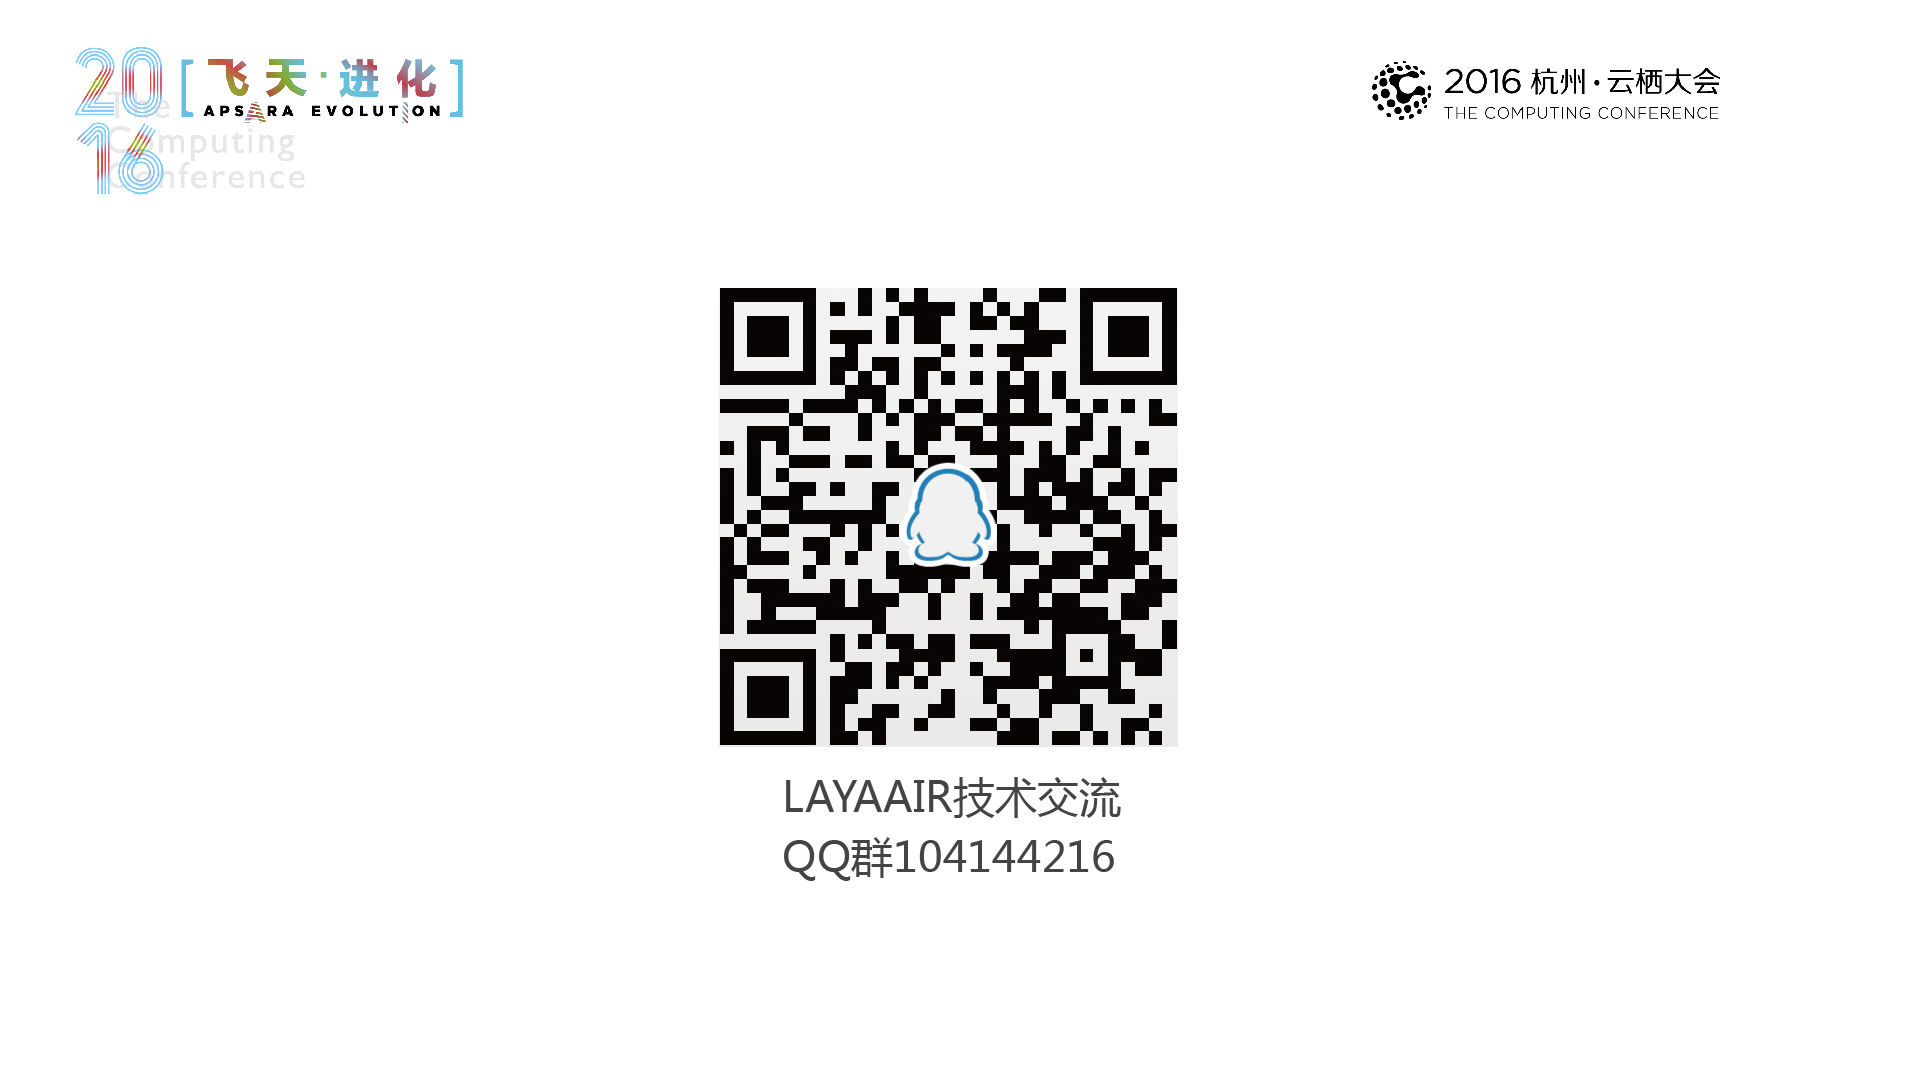 2016
The
Computing
Conference
[飞天·进化]
APSARA EVOLUTION
2016 杭州·云栖大会
THE COMPUTING CONFERENCE
LAYAAIR技术交流
QQ群104144216